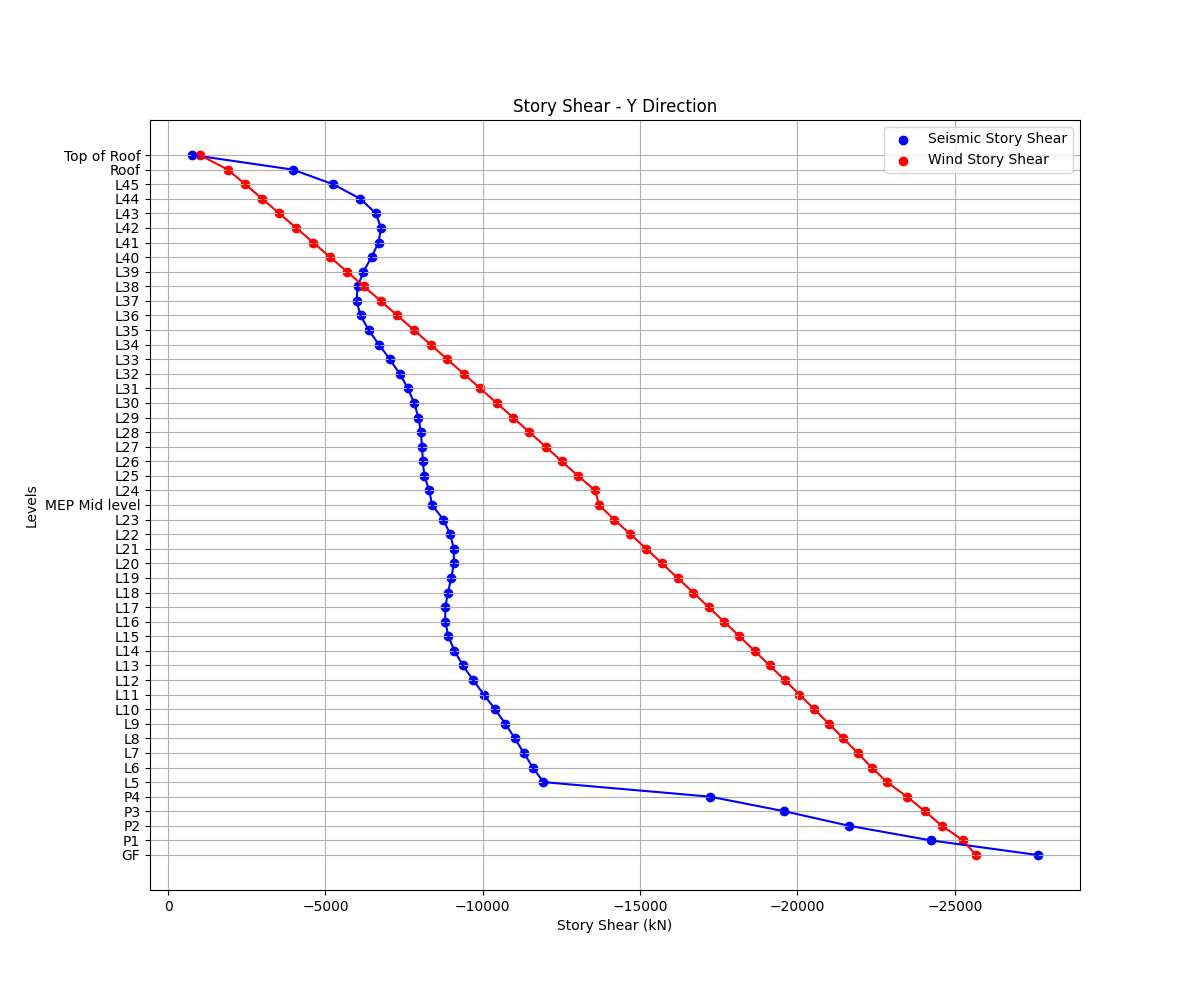 Story Shear - Y Direction
Seismic Story Shear
Wind Story Shear
Top of Roof
Roof
L45
L44
L43
L42
L41
L40
L39
L38
L37
L36
L35
L34
L33
L32
L31
L30
L29
L28
L27
L26
L25
L24
MEP Mid level
L23
L22
L21
L20
L19
L18
L17
L16
L15
L14
L13
L12
L11
L10
L9
L8
L7
L6
L5
P4
P3
P2
P1
GF
Levels
0 −5000 −10000 −15000 −20000 −25000
Story Shear (kN)